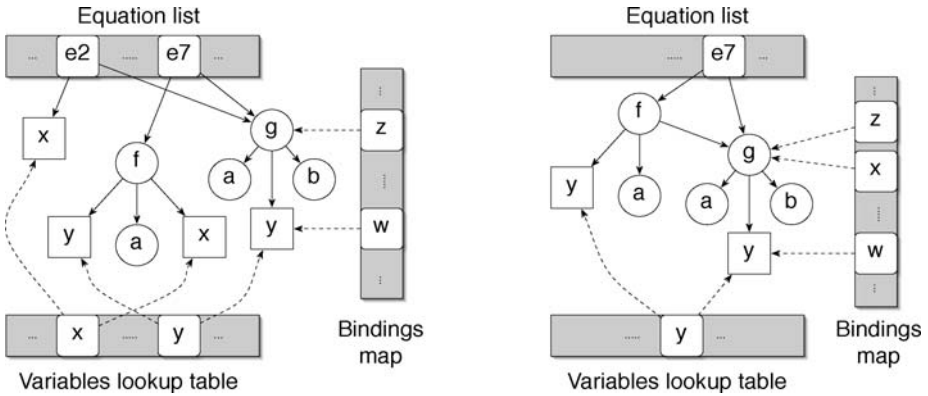 Equation list
... e2 ..... e7 ...
x
f
g
a
b
y
a
x
y
...
z
.....
w
...
Bindings
map
... x ..... y ...
Variables lookup table
Equation list
..... e7 ...
f
g
y
a
a
b
y
...
z
x
.....
w
...
Bindings
map
..... y ...
Variables lookup table